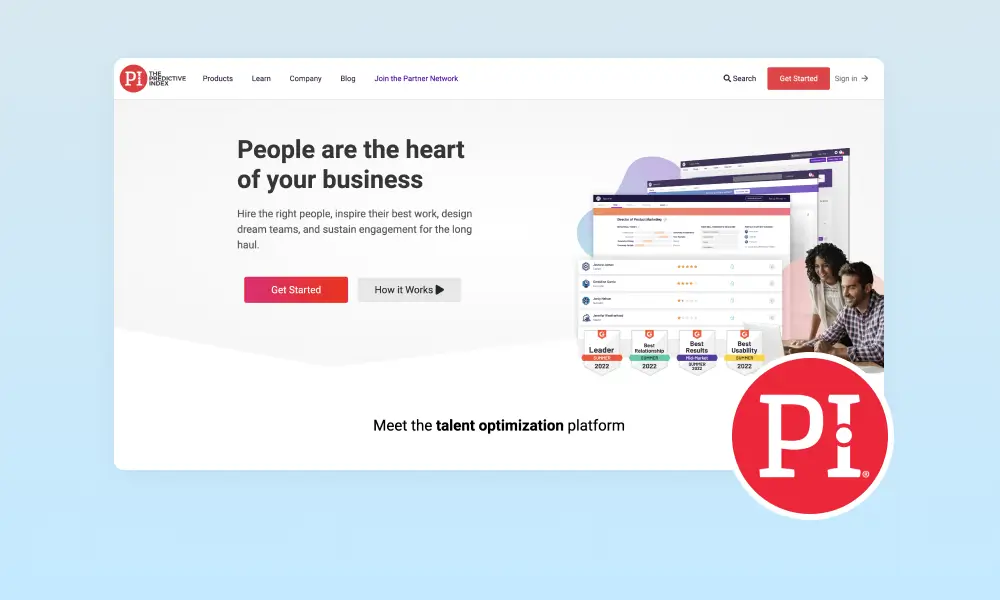 PI THE
PREDICTIVE
INDEX
Products Learn Company Blog Join the Partner Network
Search Get Started Sign in
People are the heart
of your business
Hire the right people, inspire their best work, design
dream teams, and sustain engagement for the long
haul.
Get Started How it Works
Director of Product Marketing
Leader
SUMMER
2022
Best
Relationship
SUMMER
2022
Best
Results
Mid-Market
SUMMER
2022
Best
Usability
SUMMER
2022
Meet the talent optimization platform
PI®